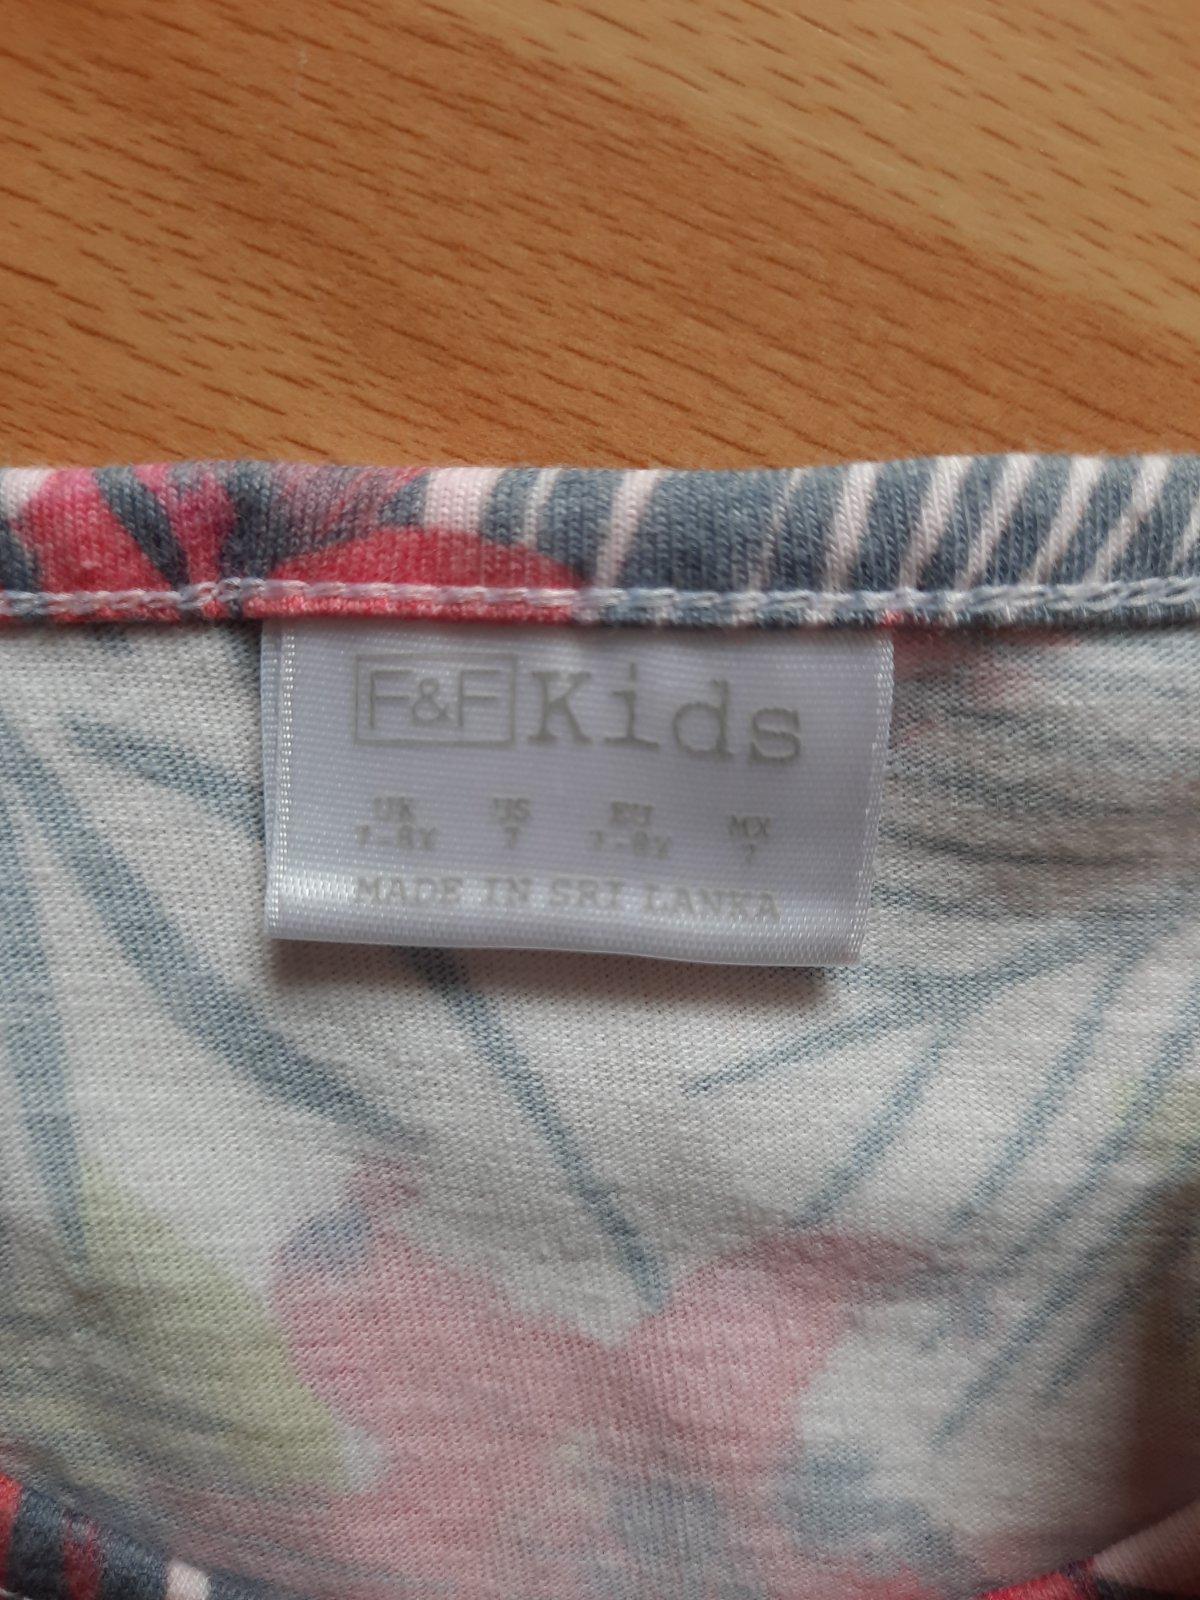 F&F Kids
UK US EU MX
7-8Y 7 7-8Y 7
MADE IN SRI LANKA